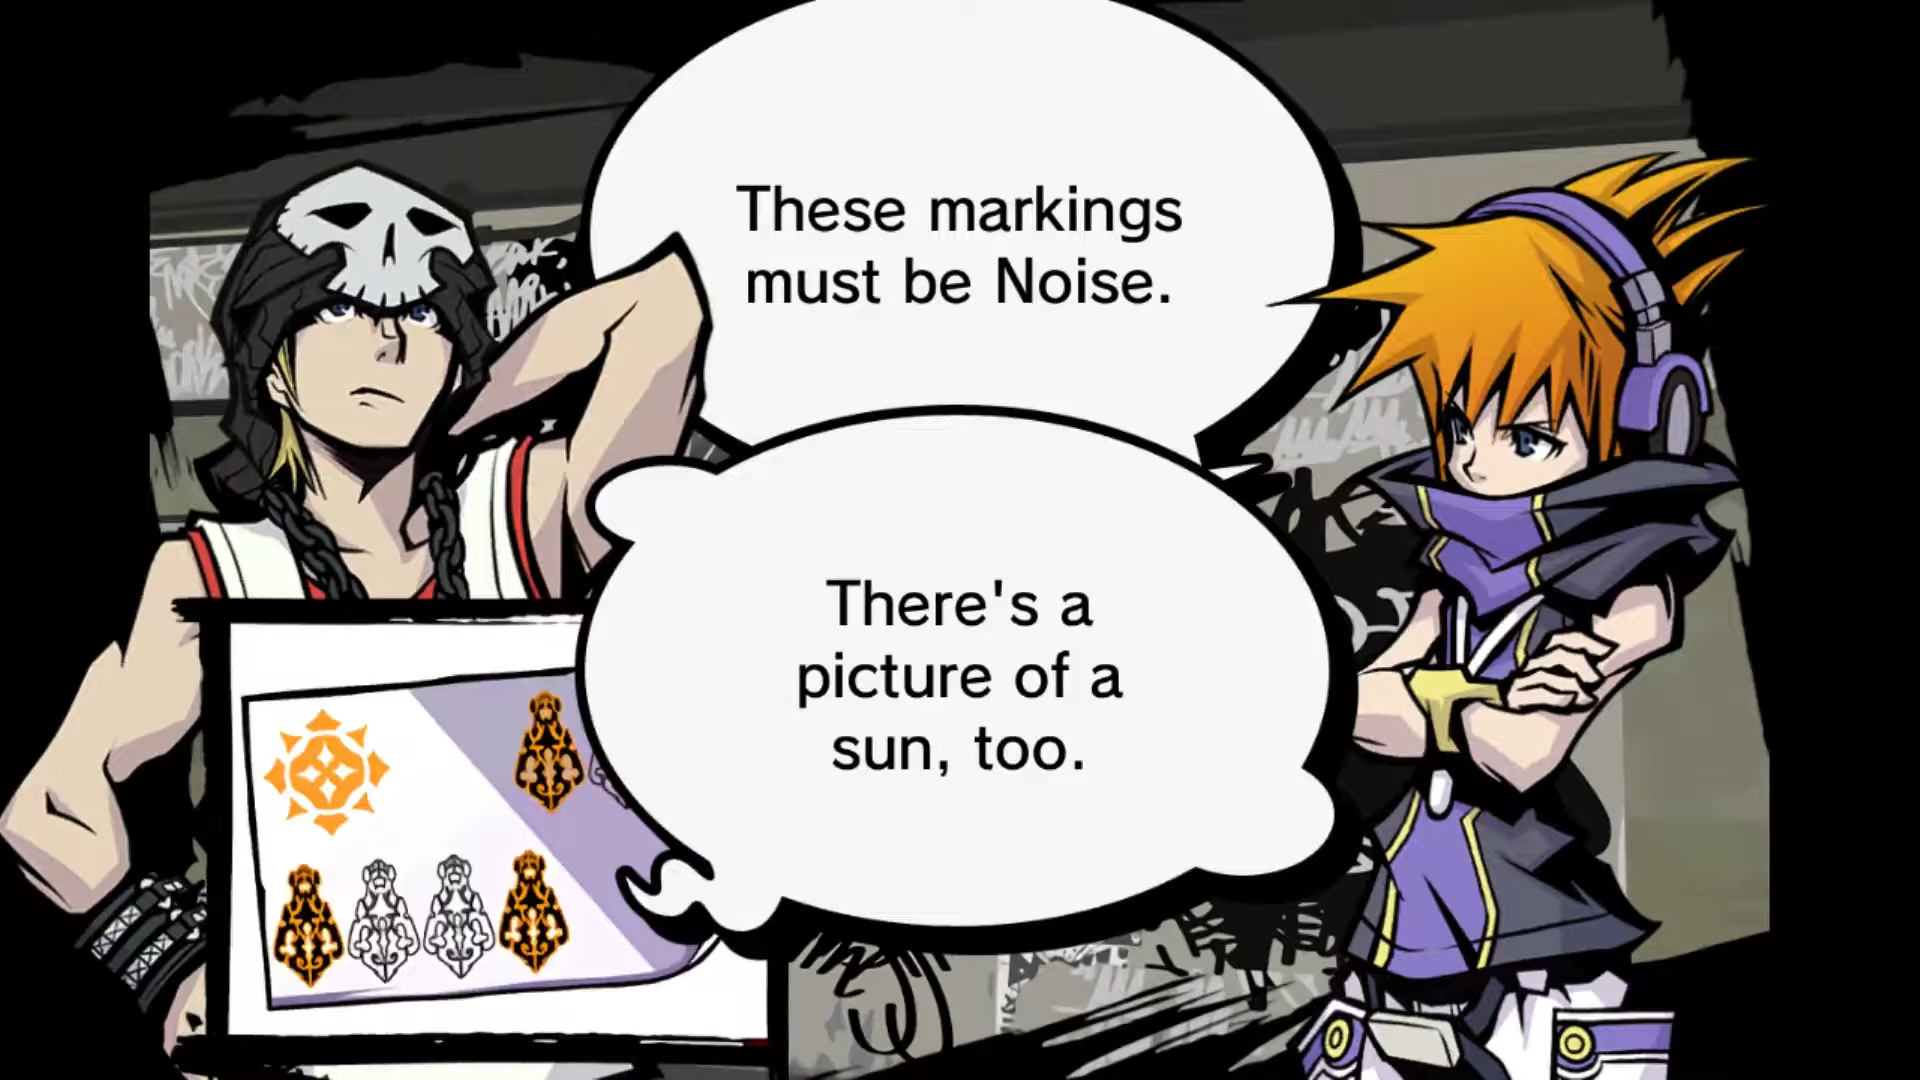 These markings
must be Noise.
There's a
picture of a
sun, too.